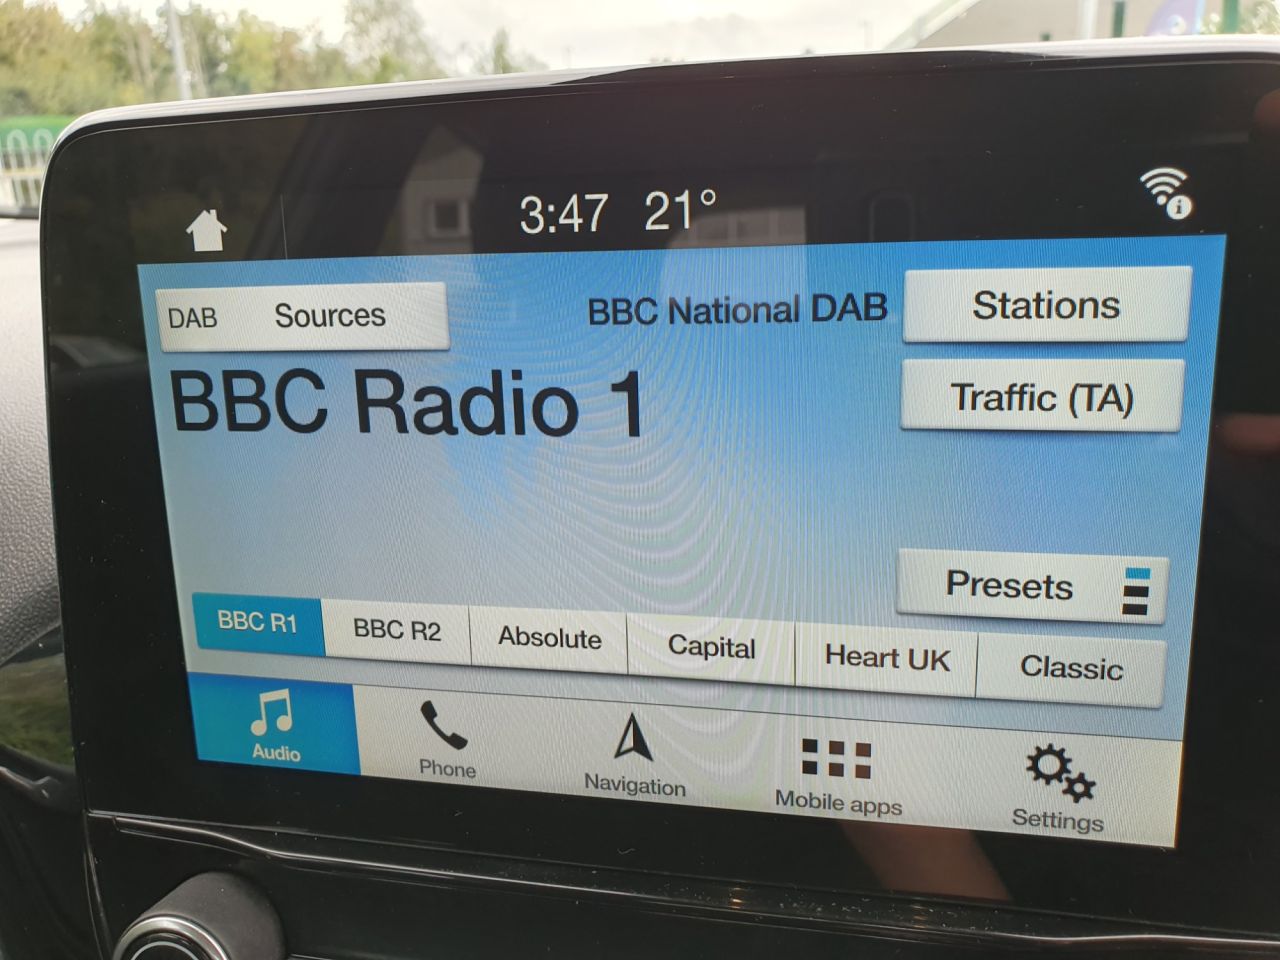 3:47 21°
DAB Sources
BBC National DAB
Stations
BBC Radio 1
Traffic (TA)
Presets
BBC R1
BBC R2
Absolute
Capital
Heart UK
Classic
Audio
Phone
Navigation
Mobile apps
Settings